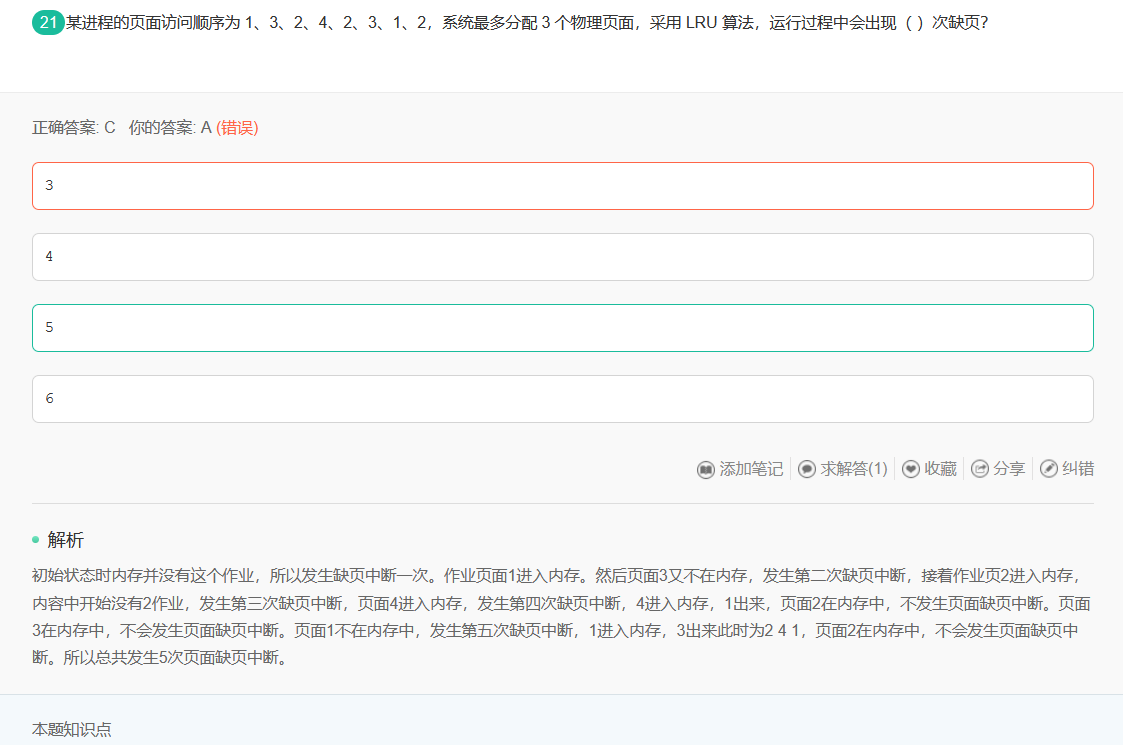 21 某进程的页面访问顺序为 1、3、2、4、2、3、1、2，系统最多分配 3 个物理页面，采用 LRU 算法，运行过程中会出现（ ）次缺页？
正确答案: C 你的答案: A (错误)
3
4
5
6
添加笔记 求解答(1) 收藏 分享 纠错
解析
初始状态时内存并没有这个作业，所以发生缺页中断一次。作业页面1进入内存。然后页面3又不在内存，发生第二次缺页中断，接着作业页2进入内存，
内容中开始没有2作业，发生第三次缺页中断，页面4进入内存，发生第四次缺页中断，4进入内存，1出来，页面2在内存中，不发生页面缺页中断。页面
3在内存中，不会发生页面缺页中断。页面1不在内存中，发生第五次缺页中断，1进入内存，3出来此时为2 4 1，页面2在内存中，不会发生页面缺页中
断。所以总共发生5次页面缺页中断。
本题知识点